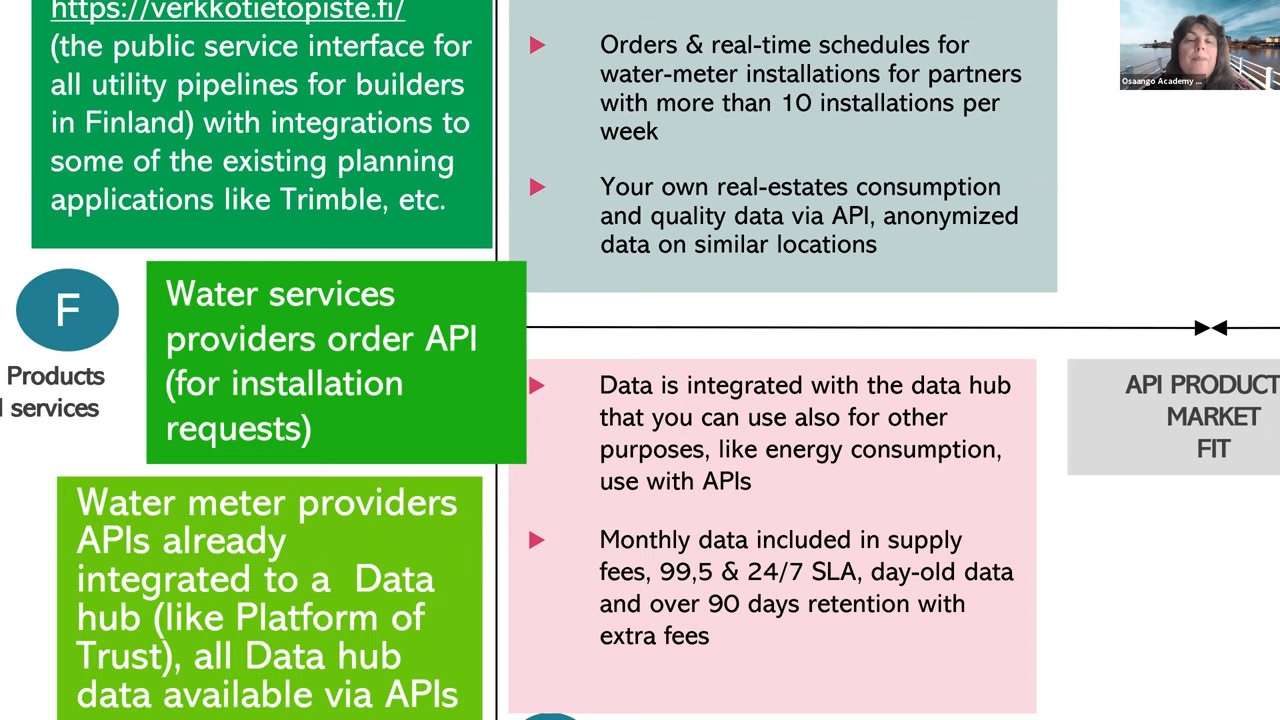 https://verkkotietopiste.fi/
(the public service interface for
all utility pipelines for builders
in Finland) with integrations to
some of the existing planning
applications like Trimble, etc.
Orders & real-time schedules for
water-meter installations for partners
with more than 10 installations per
week
Your own real-estates consumption
and quality data via API, anonymized
data on similar locations
Osaango Academy ...
F
Products
services
Water services
providers order API
(for installation
requests)
Data is integrated with the data hub
that you can use also for other
purposes, like energy consumption,
use with APIs
Monthly data included in supply
fees, 99,5 & 24/7 SLA, day-old data
and over 90 days retention with
extra fees
API PRODUCT
MARKET
FIT
Water meter providers
APIs already
integrated to a Data
hub (like Platform of
Trust), all Data hub
data available via APIs